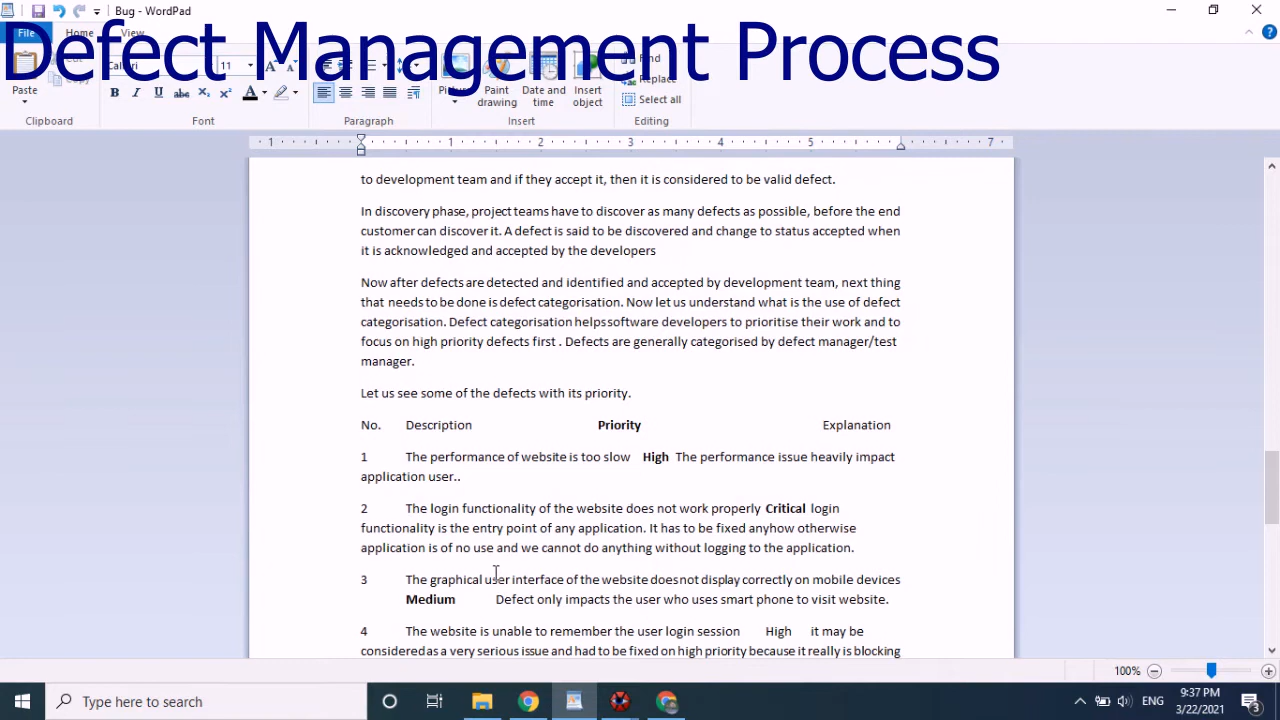 Bug - WordPad
Defect Management Process
File
Home
View
Cut
Copy
Paste
Calibri
11
Find
Replace
Select all
Picture
Paint drawing
Date and time
Insert object
Clipboard
Font
Paragraph
Insert
Editing
1 1 2 3 4 5 7
to development team and if they accept it, then it is considered to be valid defect.
In discovery phase, project teams have to discover as many defects as possible, before the end
customer can discover it. A defect is said to be discovered and change to status accepted when
it is acknowledged and accepted by the developers
Now after defects are detected and identified and accepted by development team, next thing
that needs to be done is defect categorisation. Now let us understand what is the use of defect
categorisation. Defect categorisation helps software developers to prioritise their work and to
focus on high priority defects first . Defects are generally categorised by defect manager/test
manager.
Let us see some of the defects with its priority.
No. Description Priority Explanation
1 The performance of website is too slow High The performance issue heavily impact
application user..
2 The login functionality of the website does not work properly Critical login
functionality is the entry point of any application. It has to be fixed anyhow otherwise
application is of no use and we cannot do anything without logging to the application.
3 The graphical user interface of the website does not display correctly on mobile devices
Medium Defect only impacts the user who uses smart phone to visit website.
4 The website is unable to remember the user login session High it may be
considered as a very serious issue and had to be fixed on high priority because it really is blocking
100%
Type here to search
ENG
9:37 PM
3/22/2021
3